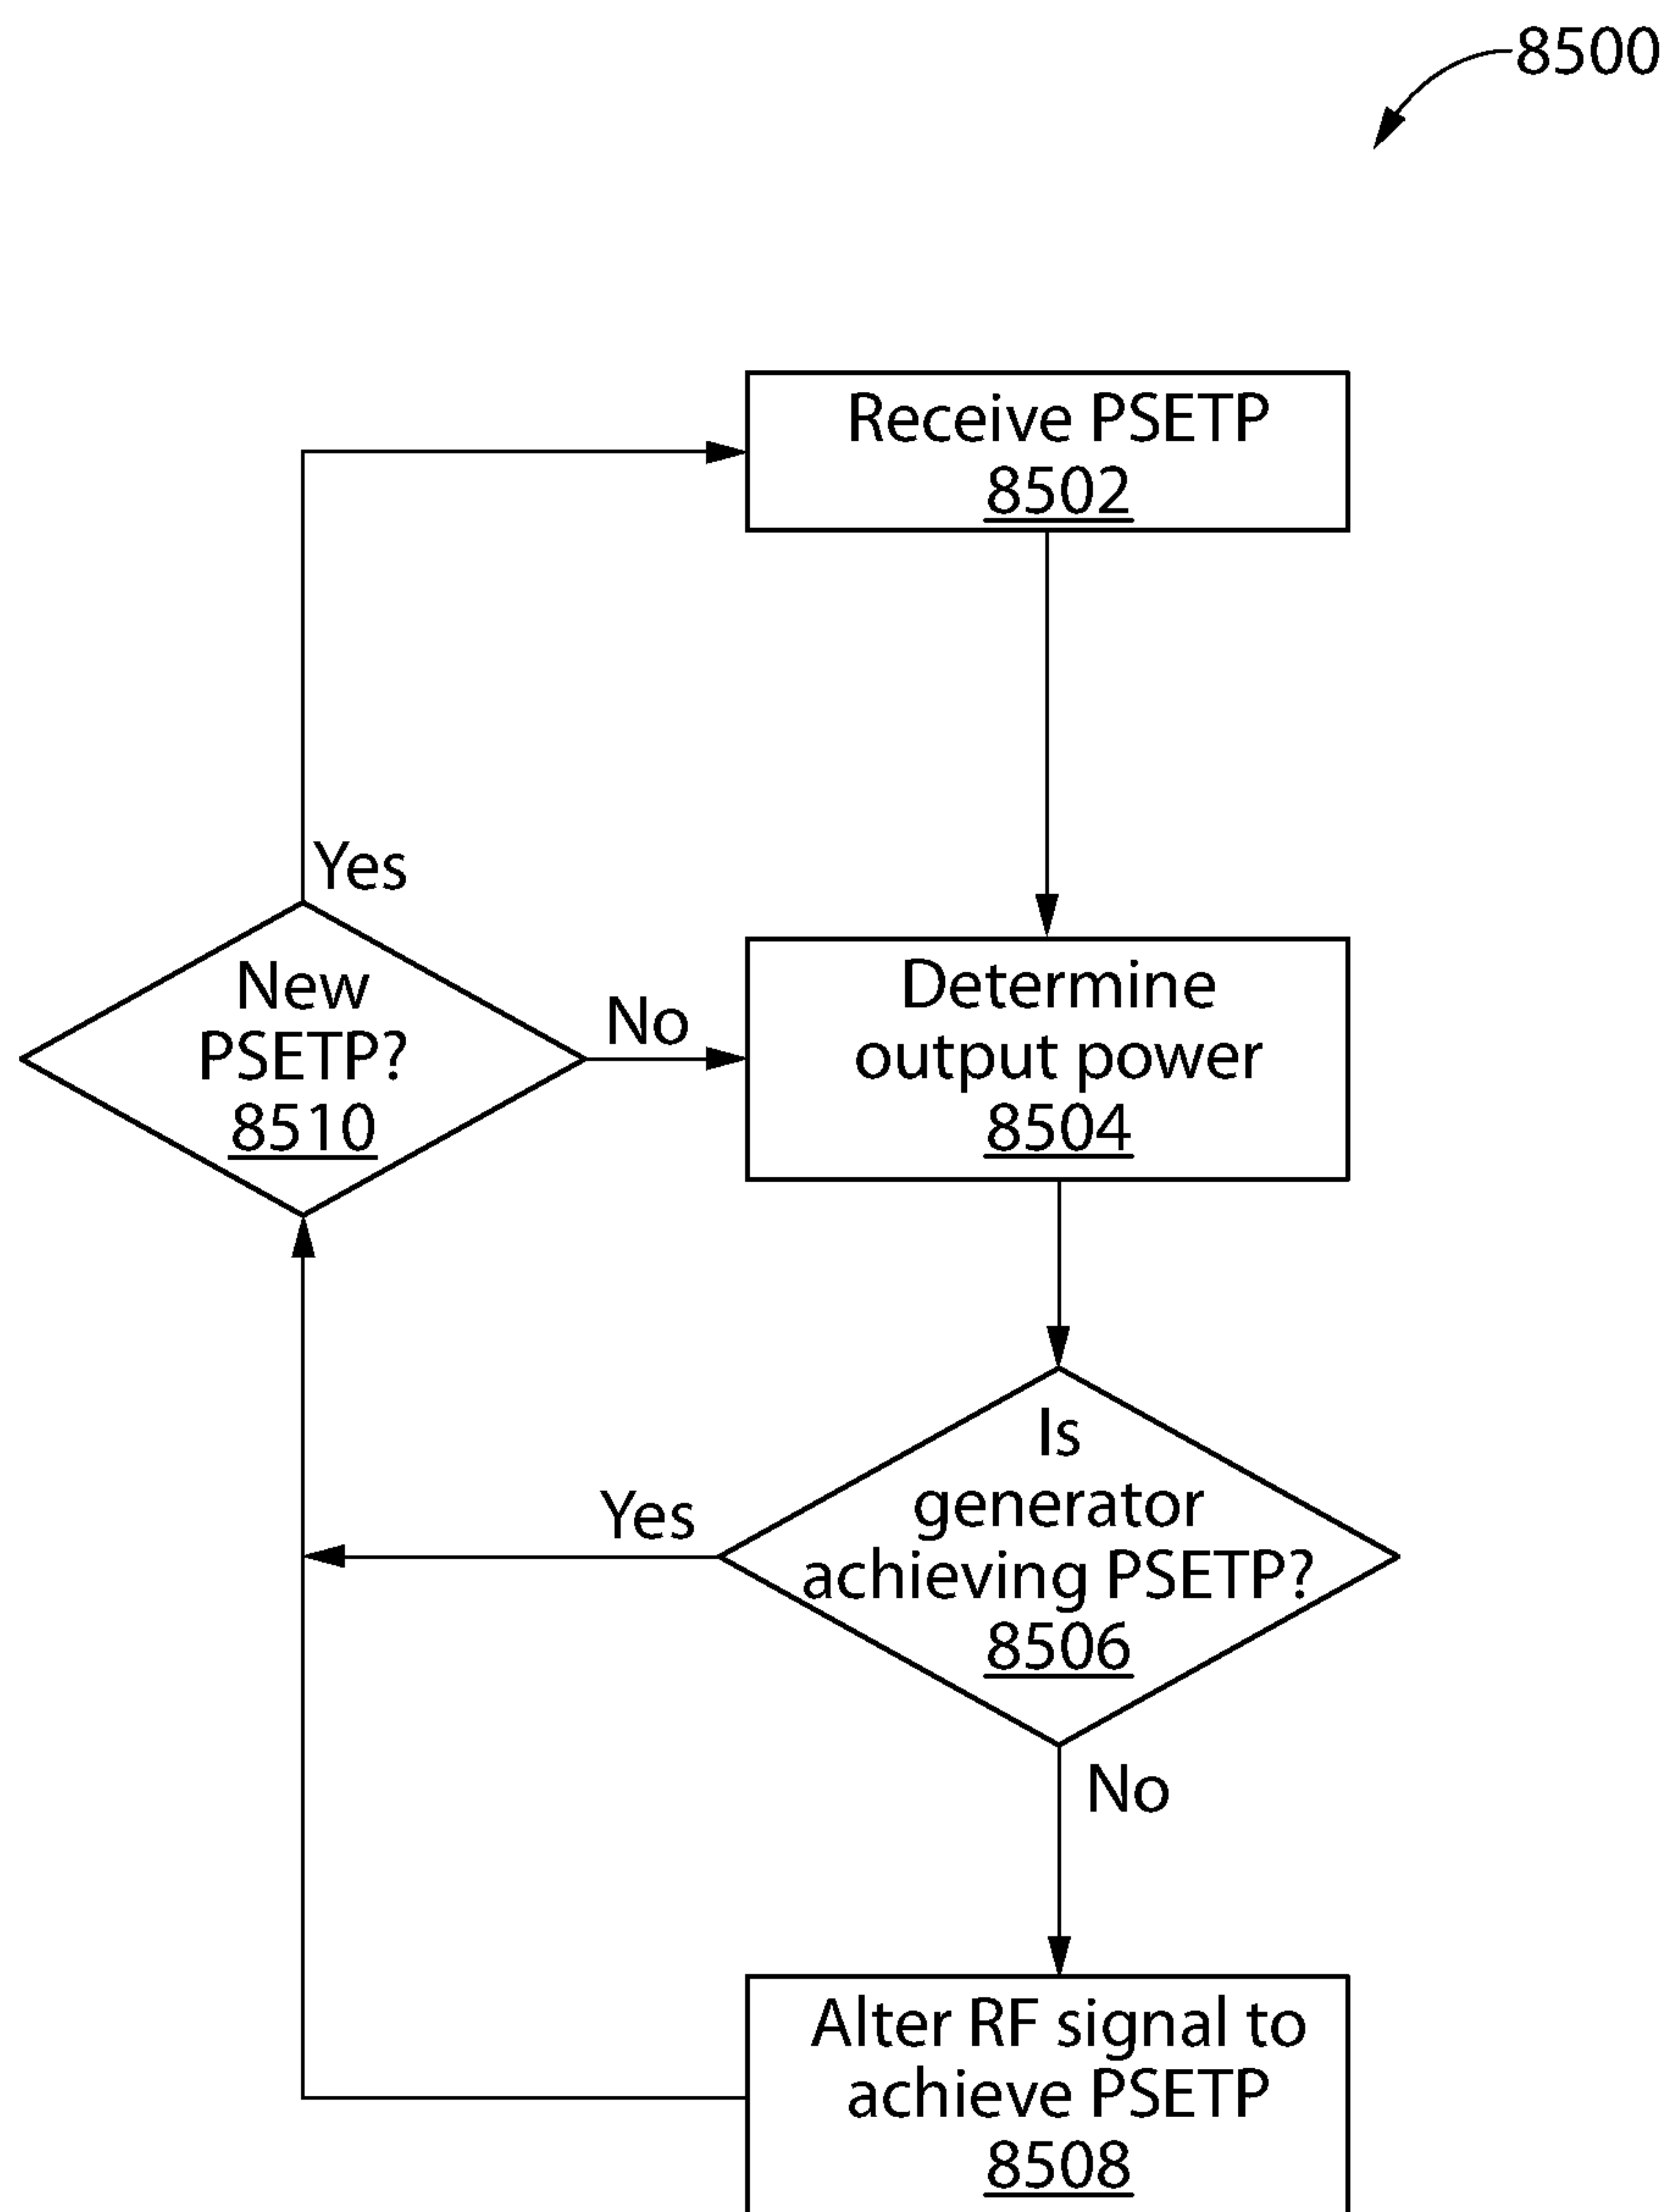 8500
Receive PSETP
8502
Yes
New
PSETP?
8510
No
Determine
output power
8504
Is
generator
achieving PSETP?
8506
Yes
No
Alter RF signal to
achieve PSETP
8508